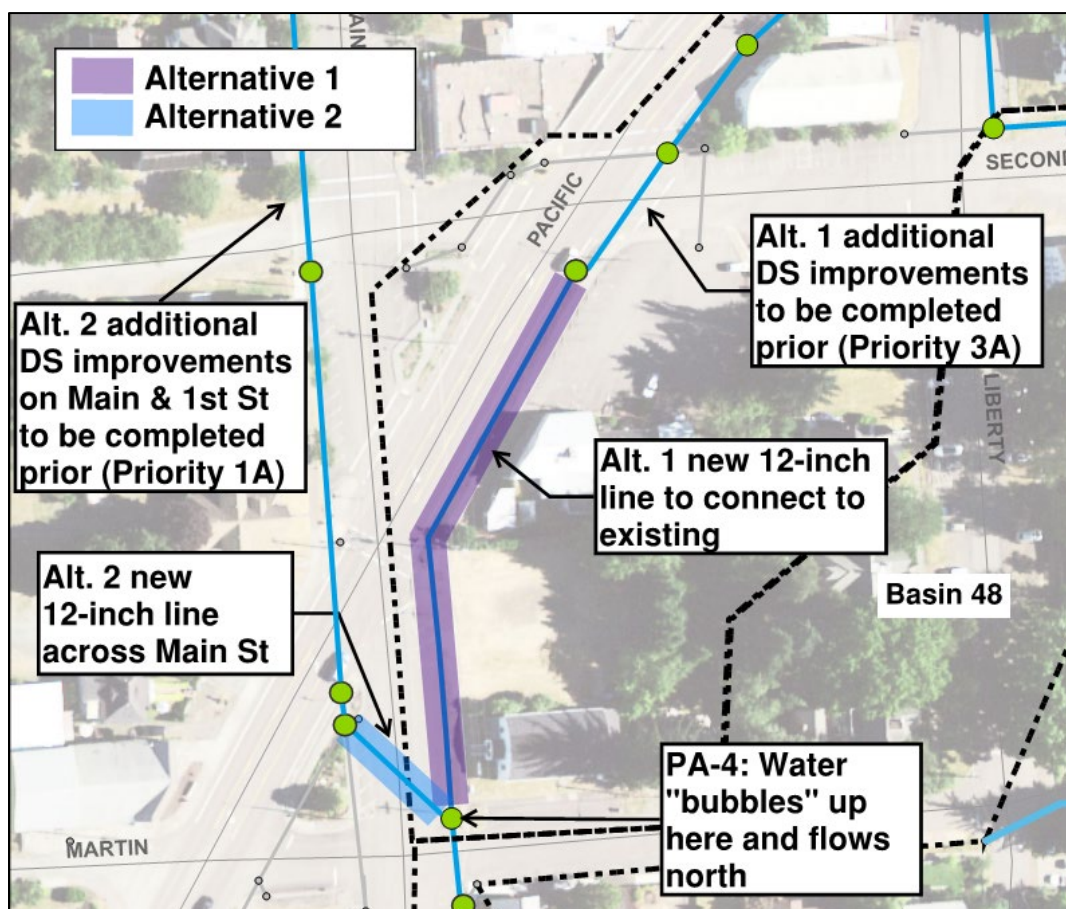 AIN
Alternative 1
Alternative 2
PACIFIC
SECOND
Alt. 2 additional
DS improvements
on Main & 1st St
to be completed
prior (Priority 1A)
Alt. 1 additional
DS improvements
to be completed
prior (Priority 3A)
LIBERTY
Alt. 1 new 12-inch
line to connect to
existing
Alt. 2 new
12-inch line
across Main St
Basin 48
PA-4: Water
"bubbles" up
here and flows
north
MARTIN